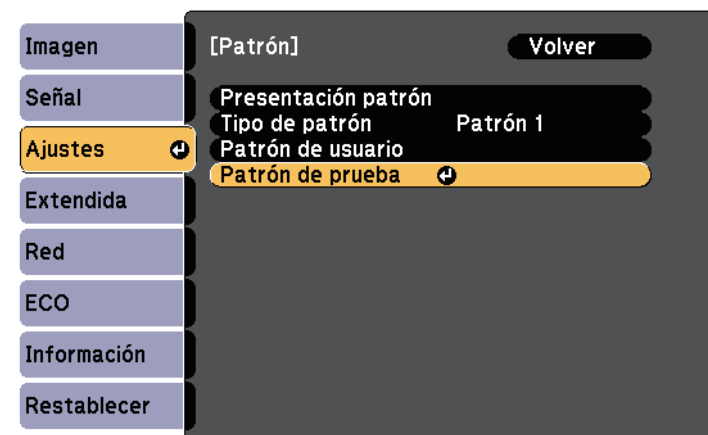 Imagen
Señal
Ajustes
Extendida
Red
ECO
Información
Restablecer
[Patrón] Volver
Presentación patrón
Tipo de patrón Patrón 1
Patrón de usuario
Patrón de prueba